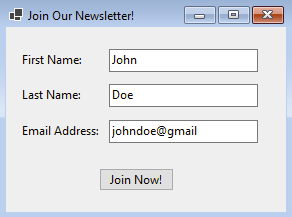 Join Our Newsletter!
First Name: John
Last Name: Doe
Email Address: johndoe@gmail
Join Now!